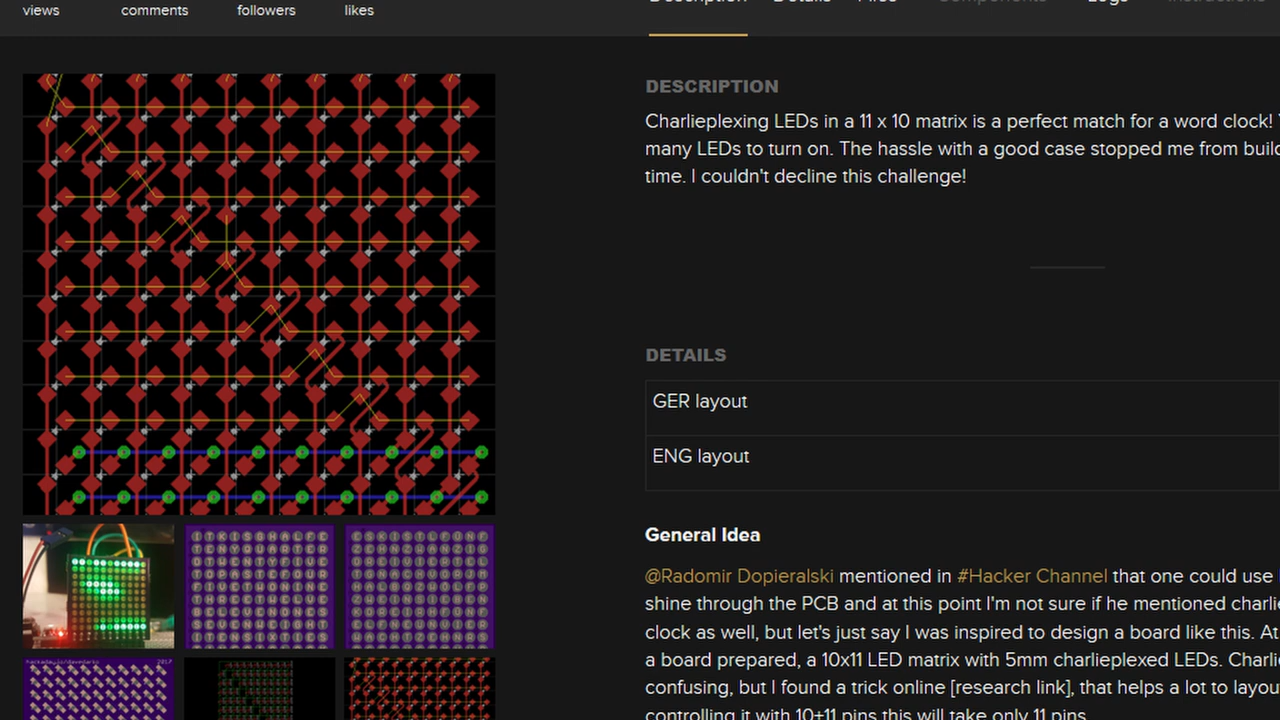 views comments followers likes
Description Details Files Components Logs Instructions
DESCRIPTION
Charlieplexing LEDs in a 11 x 10 matrix is a perfect match for a word clock!
many LEDs to turn on. The hassle with a good case stopped me from build
time. I couldn't decline this challenge!
DETAILS
GER layout
ENG layout
General Idea
@Radomir Dopieralski mentioned in #Hacker Channel that one could use
shine through the PCB and at this point I'm not sure if he mentioned charlie
clock as well, but let's just say I was inspired to design a board like this. At
a board prepared, a 10x11 LED matrix with 5mm charlieplexed LEDs. Charli
confusing, but I found a trick online [research link], that helps a lot to layou
controlling it with 10+11 pins this will take only 11 pins
hackaday.io/davedarko 2017